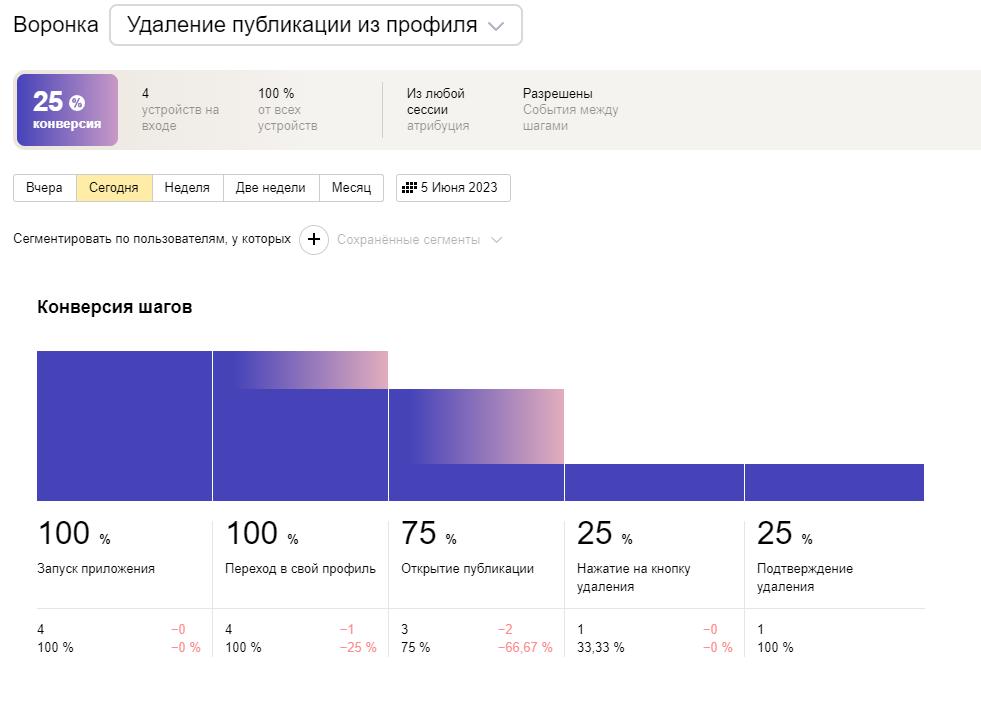 Воронка Удаление публикации из профиля
25 %
конверсия
4
устройств на
входе
100 %
от всех
устройств
Из любой
сессии
атрибуция
Разрешены
События между
шагами
Вчера Сегодня Неделя Две недели Месяц 5 Июня 2023
Сегментировать по пользователям, у которых + Сохранённые сегменты
Конверсия шагов
100 % 100 % 75 % 25 % 25 %
Запуск приложения
Переход в свой профиль
Открытие публикации
Нажатие на кнопку
удаления
Подтверждение
удаления
4 −0 4 −1 3 −2 1 −0 1
100 % −0 % 100 % −25 % 75 % −66,67 % 33,33 % −0 % 100 %